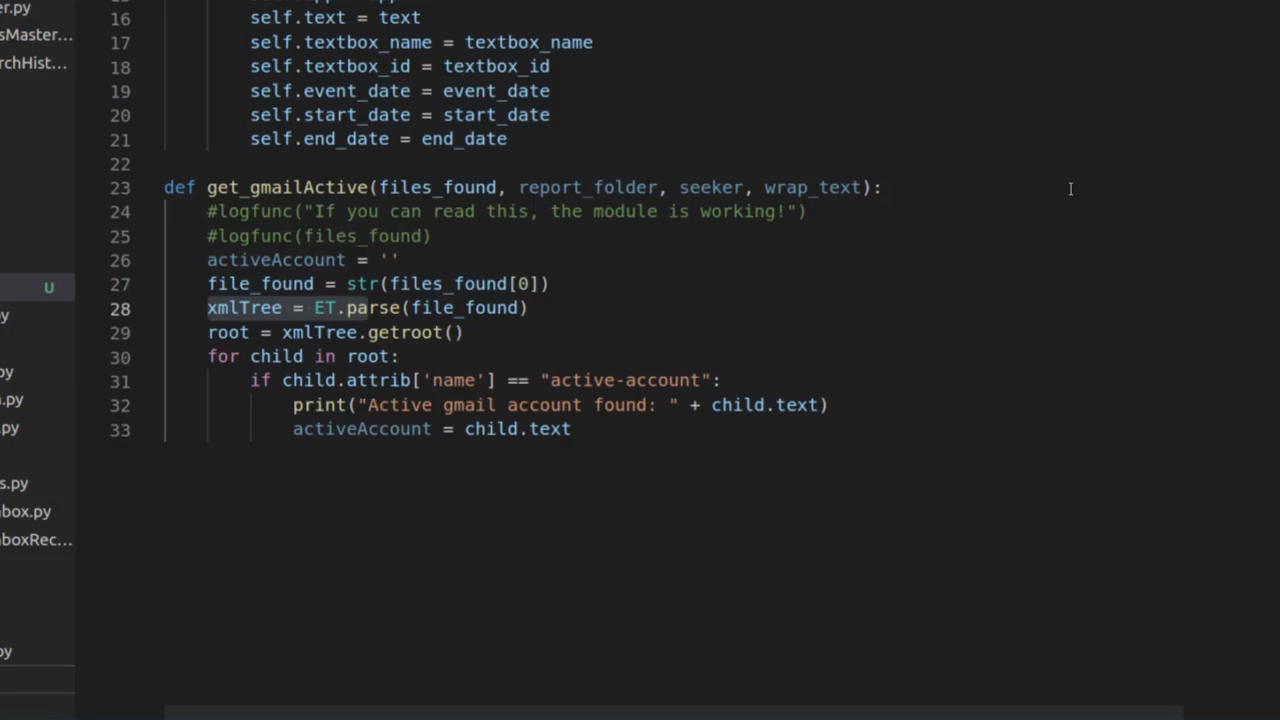 er.py
sMaster...
rchHist...
U
y
py
n.py
.py
s.py
nbox.py
nboxRec...
py
16 self.text = text
17 self.textbox_name = textbox_name
18 self.textbox_id = textbox_id
19 self.event_date = event_date
20 self.start_date = start_date
21 self.end_date = end_date
22
23 def get_gmailActive(files_found, report_folder, seeker, wrap_text):
24 #logfunc("If you can read this, the module is working!")
25 #logfunc(files_found)
26 activeAccount = ''
27 file_found = str(files_found[0])
28 xmlTree = ET.parse(file_found)
29 root = xmlTree.getroot()
30 for child in root:
31 if child.attrib['name'] == "active-account":
32 print("Active gmail account found: " + child.text)
33 activeAccount = child.text